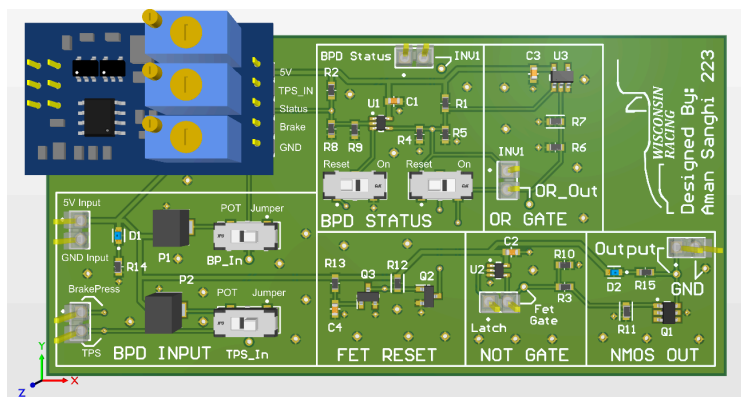 5V
TPS_IN
Status
Brake
GND
BPD Status
INV1
R2
C1
U1
R1
R8
R9
R4
R5
Reset
On
Reset
On
BPD STATUS
C3
U3
R7
R6
INV1
OR_Out
OR GATE
WISCONSIN
RACING
Designed By:
Aman Sanghi 223
5V Input
GND Input
D1
R14
P1
POT
Jumper
BP_In
BrakePress
TPS
P2
POT
Jumper
TPS_In
BPD INPUT
R13
C4
Q3
R12
Q2
FET RESET
C2
U2
R10
R3
Latch
Fet
Gate
NOT GATE
Output
GND
D2
R15
R11
Q1
NMOS OUT
Y
X
Z